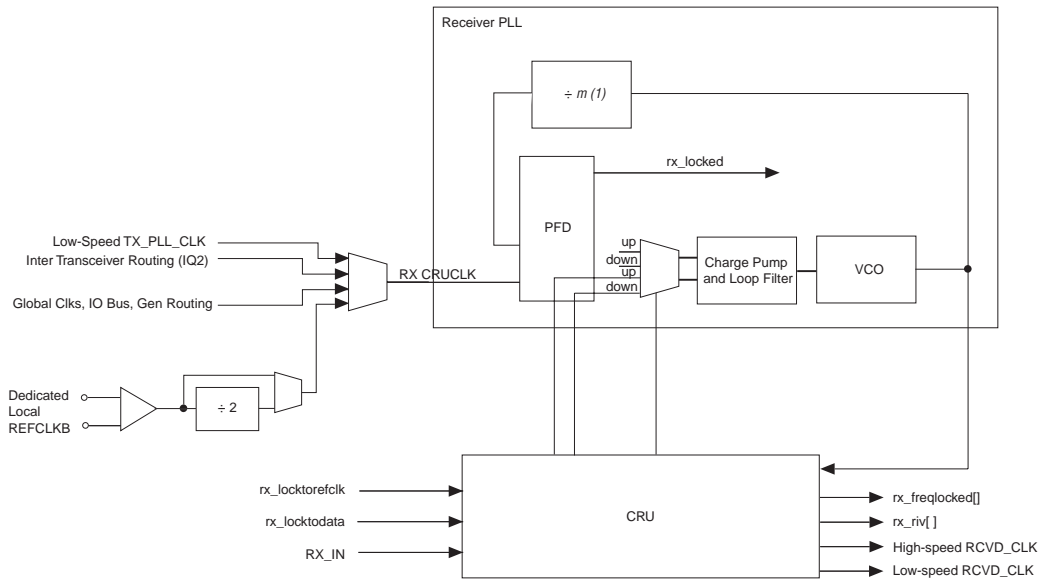 Receiver PLL
÷ m (1)
rx_locked
PFD
up
down
up
down
Charge Pump
and Loop Filter
VCO
Low-Speed TX_PLL_CLK
Inter Transceiver Routing (IQ2)
Global Clks, IO Bus, Gen Routing
RX CRUCLK
Dedicated
Local
REFCLKB
÷ 2
rx_locktorefclk
rx_locktodata
RX_IN
CRU
rx_freqlocked[]
rx_riv[ ]
High-speed RCVD_CLK
Low-speed RCVD_CLK